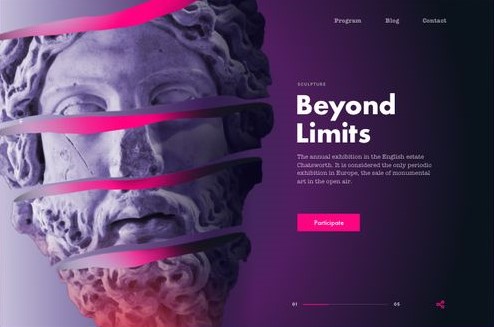 Program Blog Contact
SCULPTURE
Beyond
Limits
The annual exhibition in the English estate
Chatsworth. It is considered the only periodic
exhibition in Europe, the sale of monumental
art in the open air.
Participate
01 05